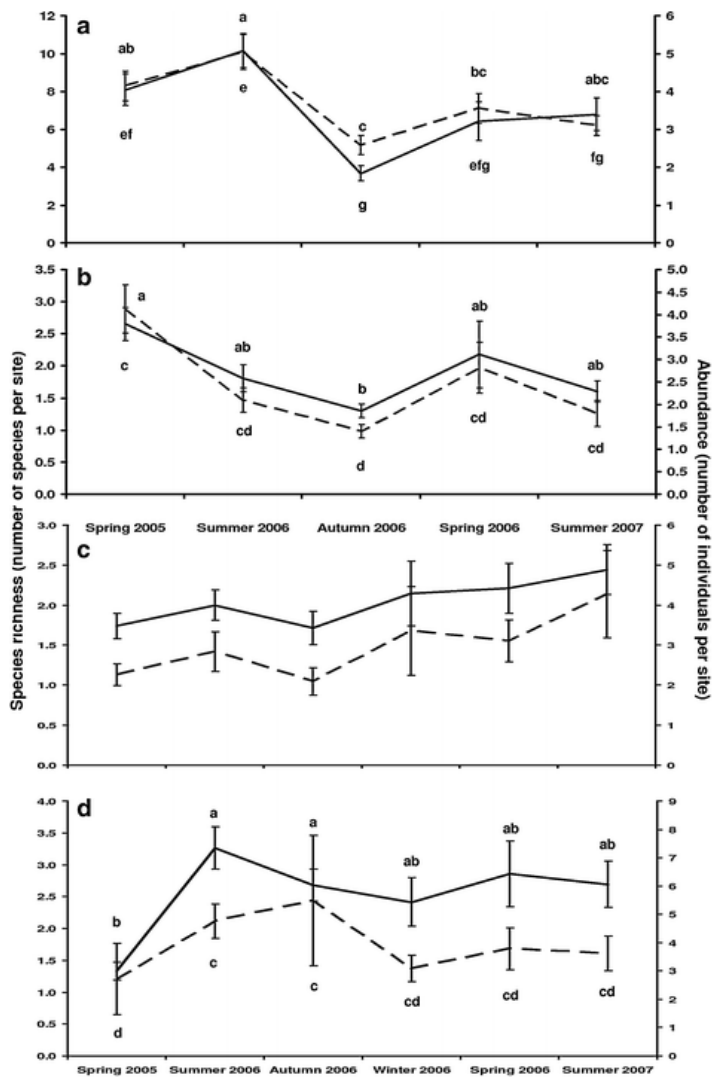 Species richness (number of species per site)
Abundance (number of individuals per site)
a
12
10
8
6
4
2
0
6
5
4
3
2
1
0
ab
a
c
bc
abc
ef
e
g
efg
fg
b
3.5
3.0
2.5
2.0
1.5
1.0
0.5
0.0
5.0
4.5
4.0
3.5
3.0
2.5
2.0
1.5
1.0
0.5
0.0
a
ab
b
ab
ab
c
cd
d
cd
cd
Spring 2005 Summer 2006 Autumn 2006 Spring 2006 Summer 2007
c
3.0
2.5
2.0
1.5
1.0
0.5
0.0
6
5
4
3
2
1
0
d
4.0
3.5
3.0
2.5
2.0
1.5
1.0
0.5
0.0
9
8
7
6
5
4
3
2
1
0
b
a
a
ab
ab
ab
d
c
c
cd
cd
cd
Spring 2005 Summer 2006 Autumn 2006 Winter 2006 Spring 2006 Summer 2007